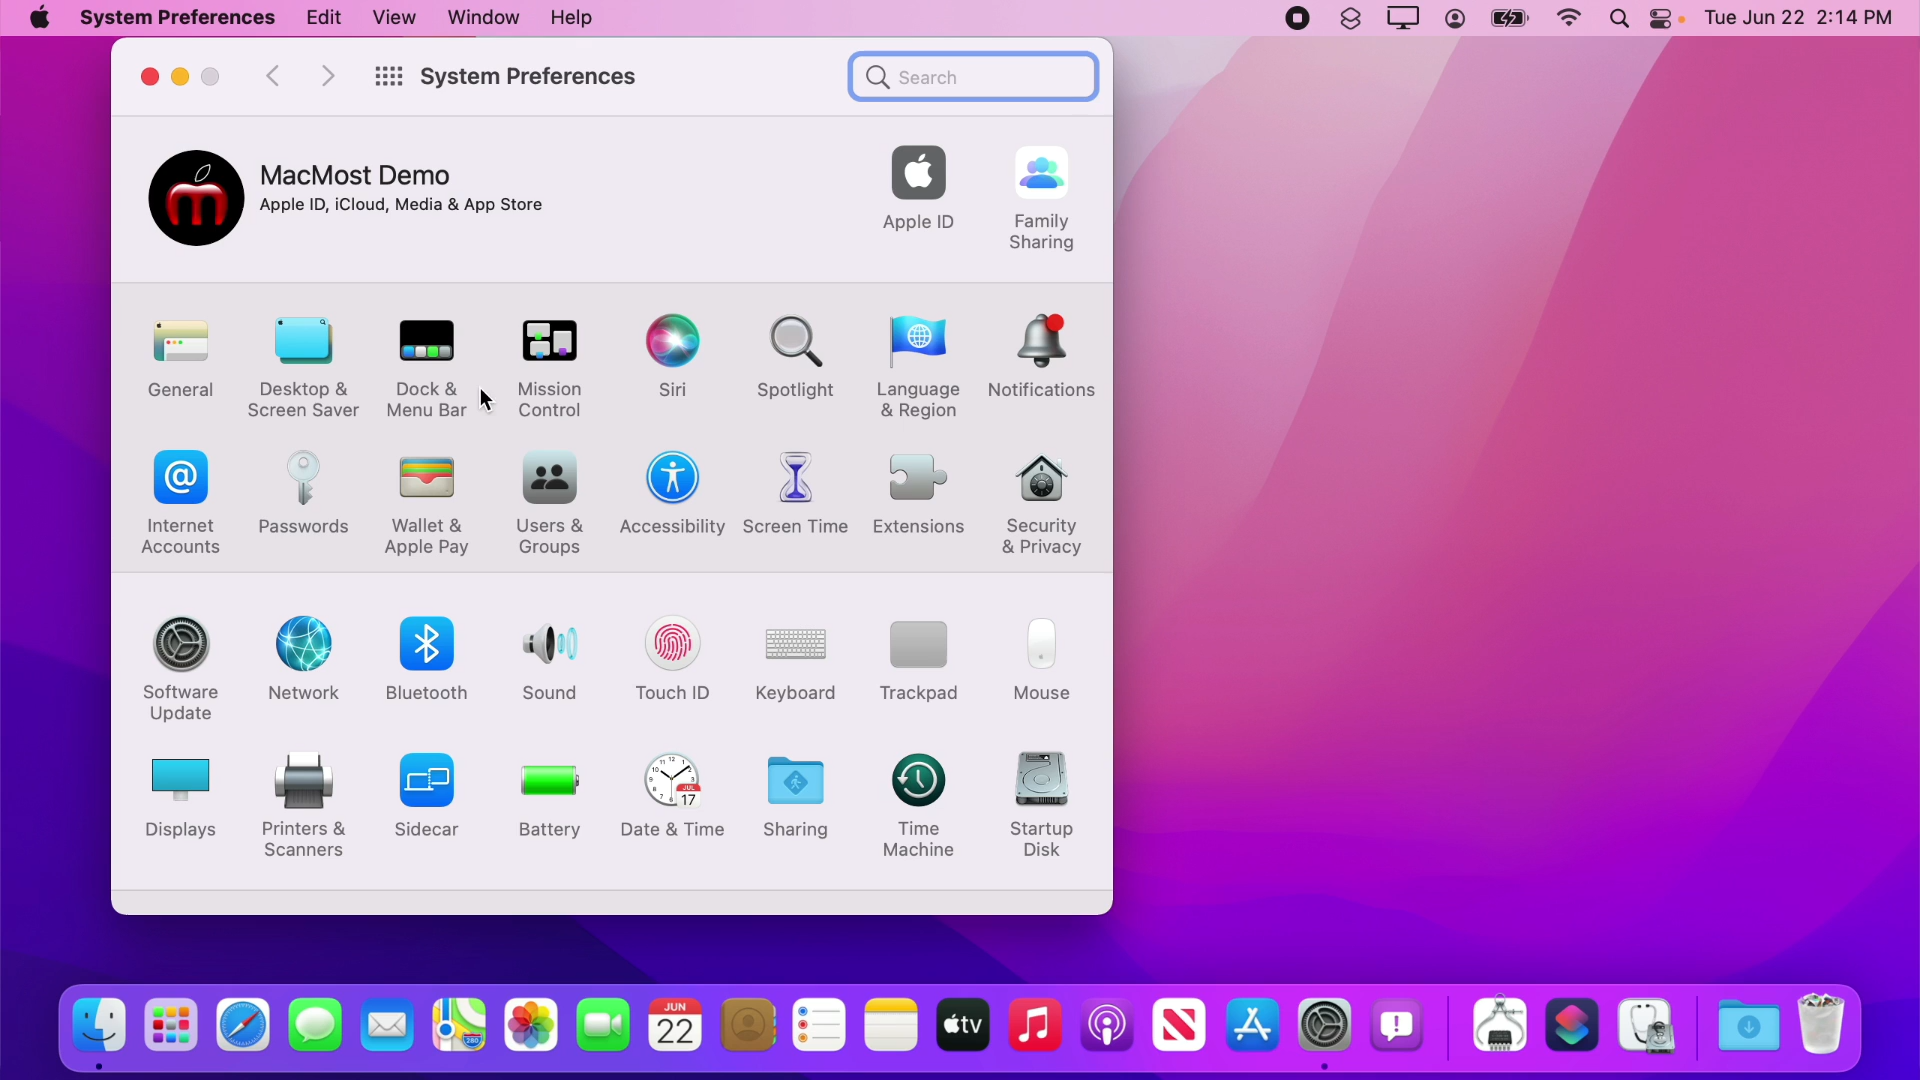 System Preferences Edit View Window Help Tue Jun 22 2:14 PM
System Preferences Search
MacMost Demo
Apple ID, iCloud, Media & App Store
Apple ID Family
Sharing
General Desktop & Dock & Mission Siri Spotlight Language Notifications
Screen Saver Menu Bar Control & Region
Internet Passwords Wallet & Users & Accessibility Screen Time Extensions Security
Accounts Apple Pay Groups & Privacy
Software Network Bluetooth Sound Touch ID Keyboard Trackpad Mouse
Update
JUL
17
Displays Printers & Sidecar Battery Date & Time Sharing Time Startup
Scanners Machine Disk
JUN
22
tv
280